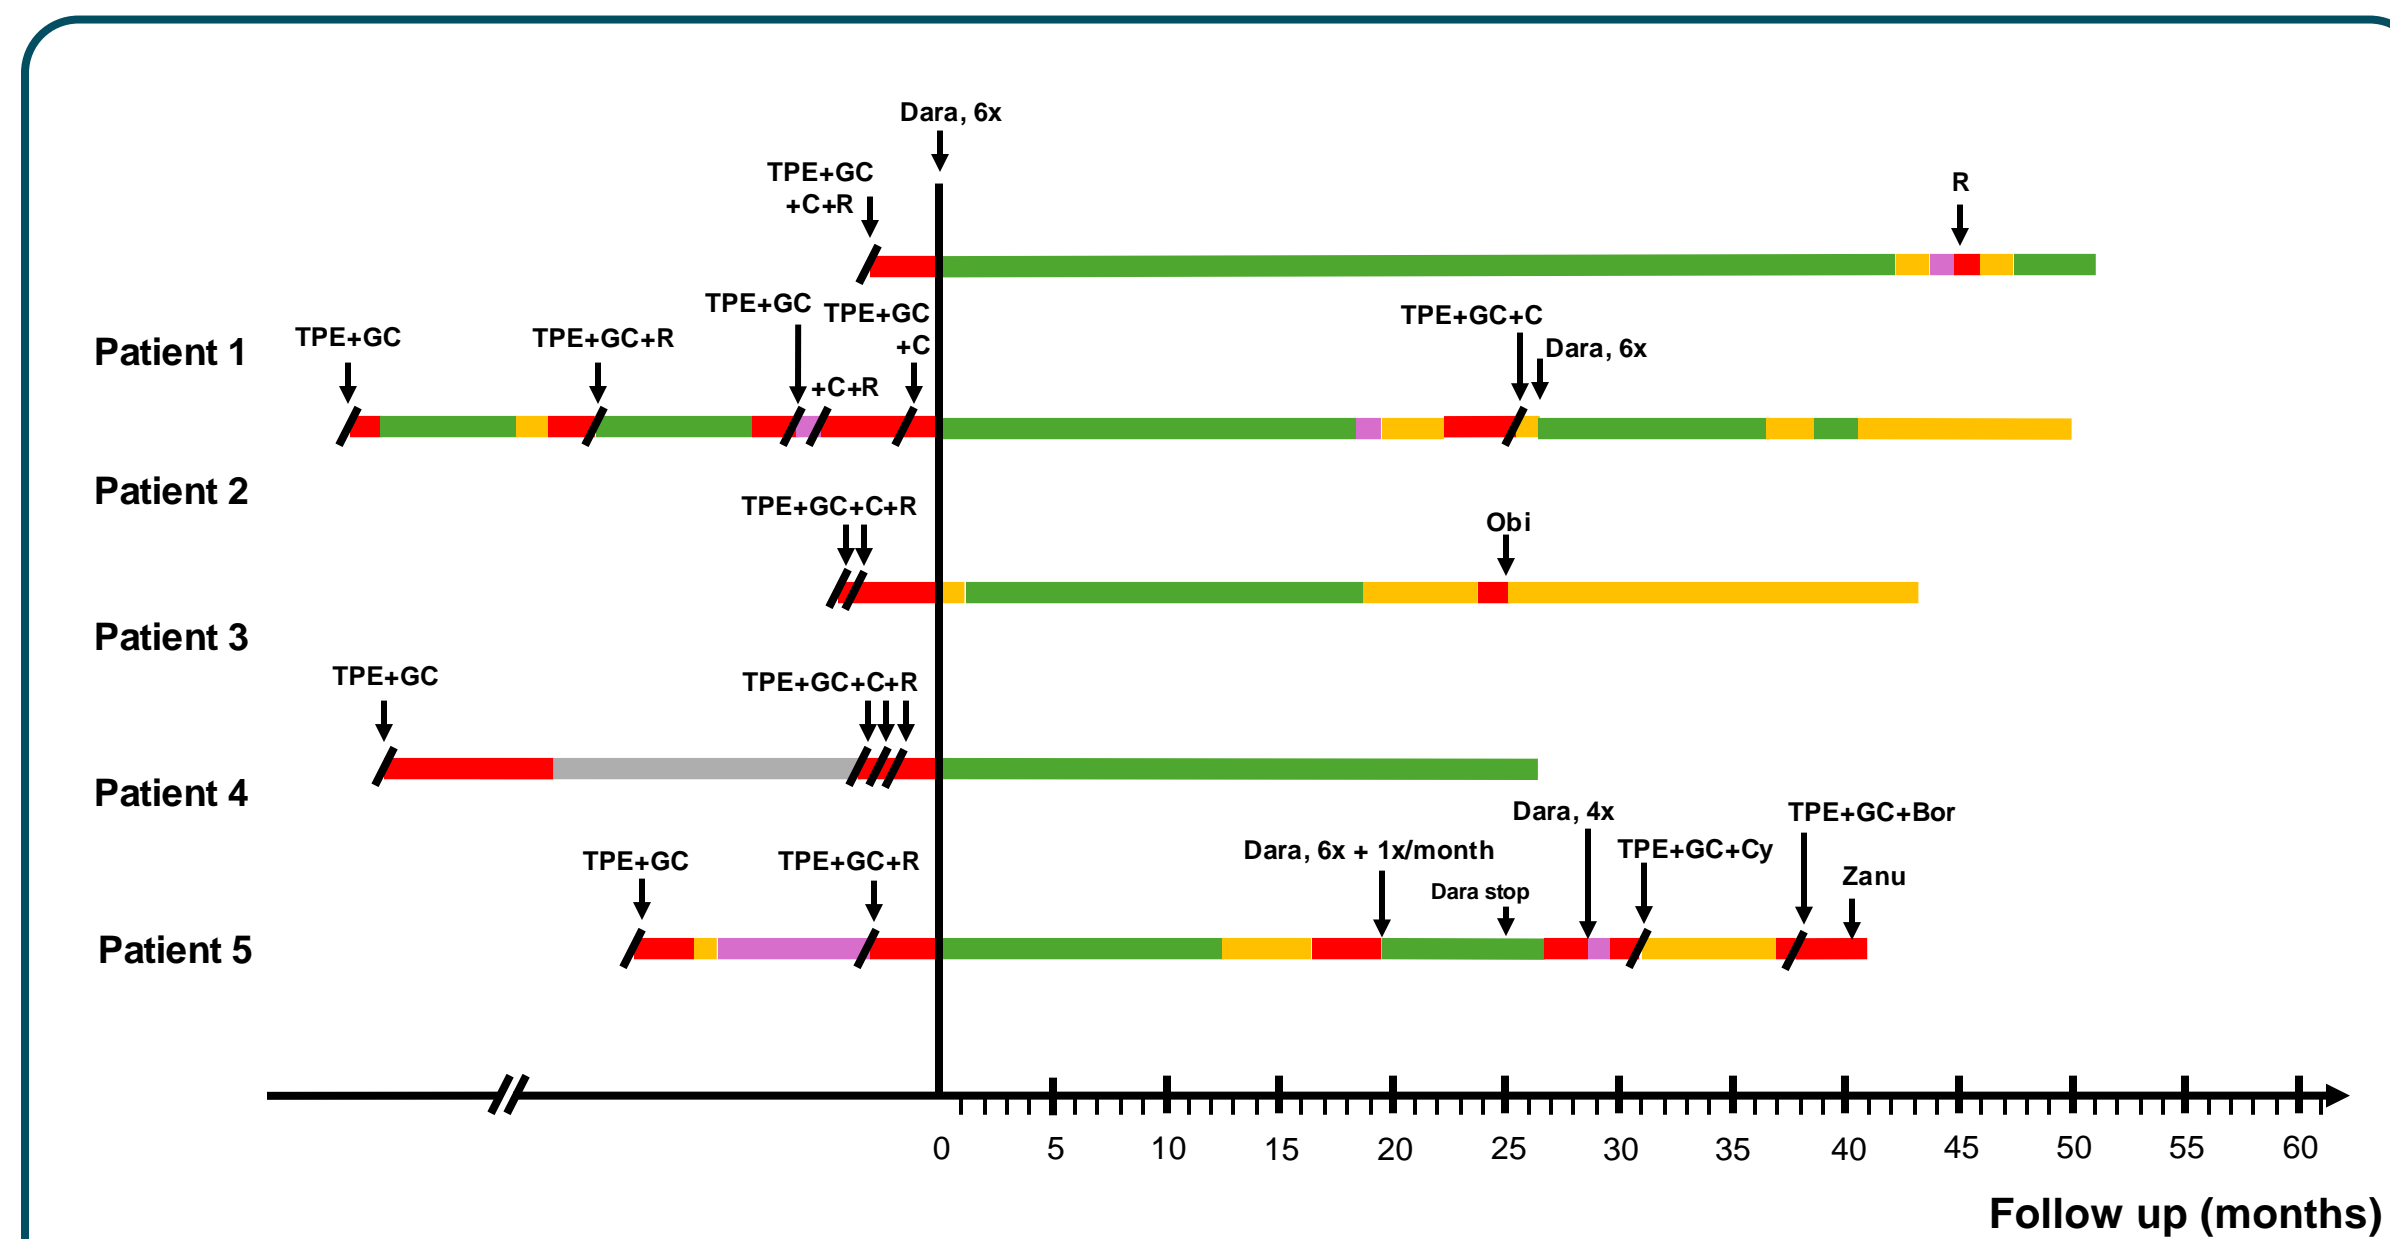 Dara, 6x
TPE+GC
+C+R
R
Patient 1
TPE+GC
TPE+GC+R
TPE+GC
+C+R
TPE+GC
+C
TPE+GC+C
Dara, 6x
Patient 2
TPE+GC+C+R
Obi
Patient 3
TPE+GC
TPE+GC+C+R
Patient 4
TPE+GC
TPE+GC+R
Dara, 6x + 1x/month
Dara stop
Dara, 4x
TPE+GC+Cy
TPE+GC+Bor
Zanu
Patient 5
0 5 10 15 20 25 30 35 40 45 50 55 60
Follow up (months)